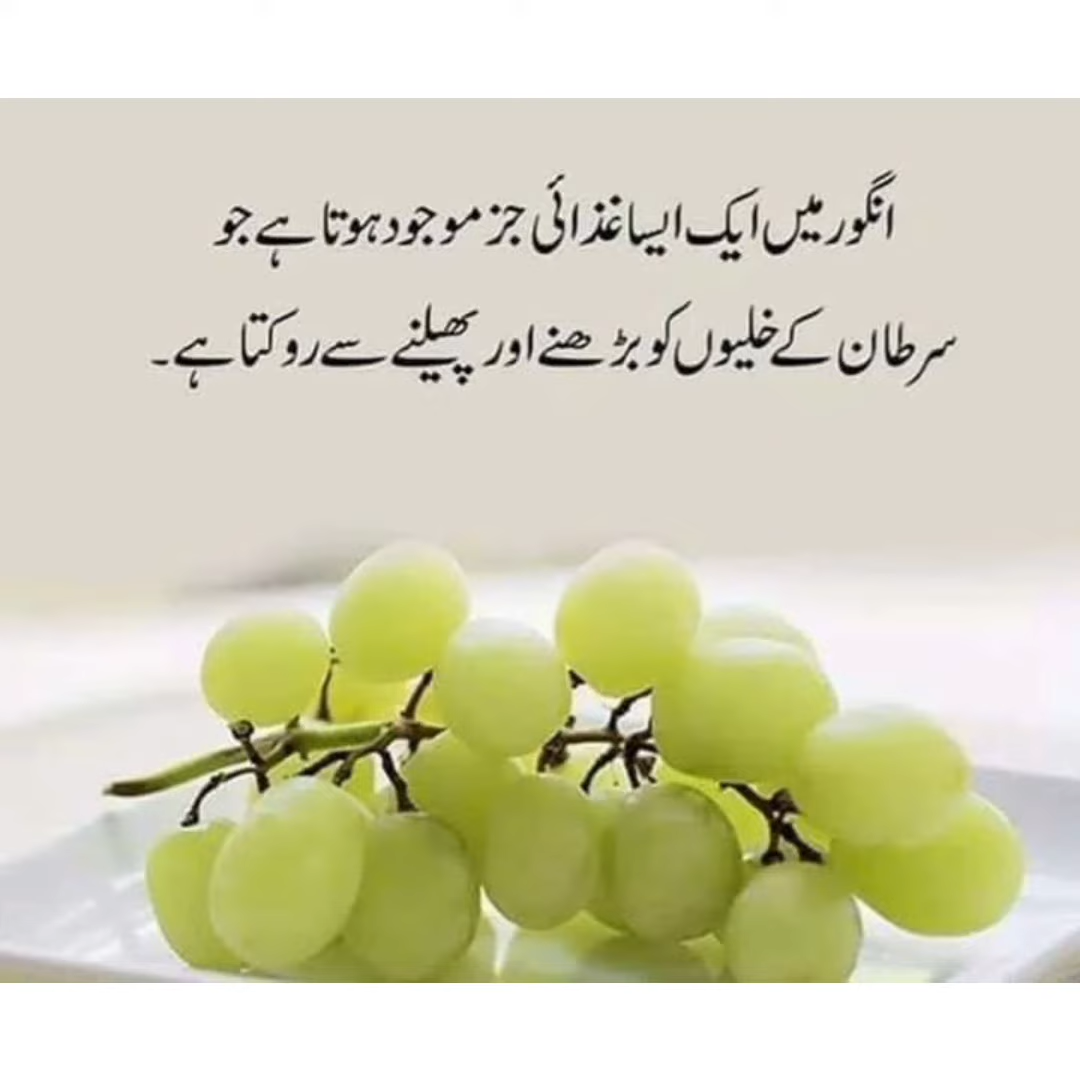 انگور میں ایک ایسا غذائی جز موجود ہوتا ہے جو
سرطان کے خلیوں کو بڑھنے اور پھیلنے سے روکتا ہے۔